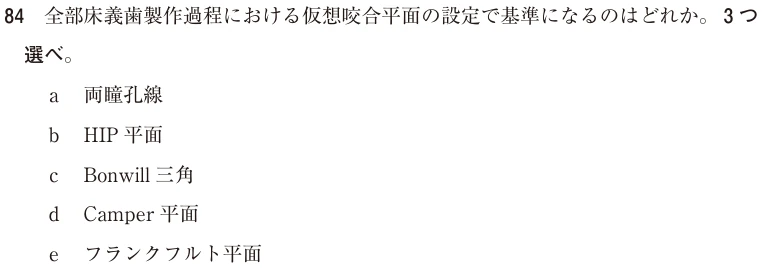 84 全部床義歯製作過程における仮想咬合平面の設定で基準になるのはどれか。3つ
選べ。
a 両瞳孔線
b HIP 平面
c Bonwill 三角
d Camper 平面
e フランクフルト平面